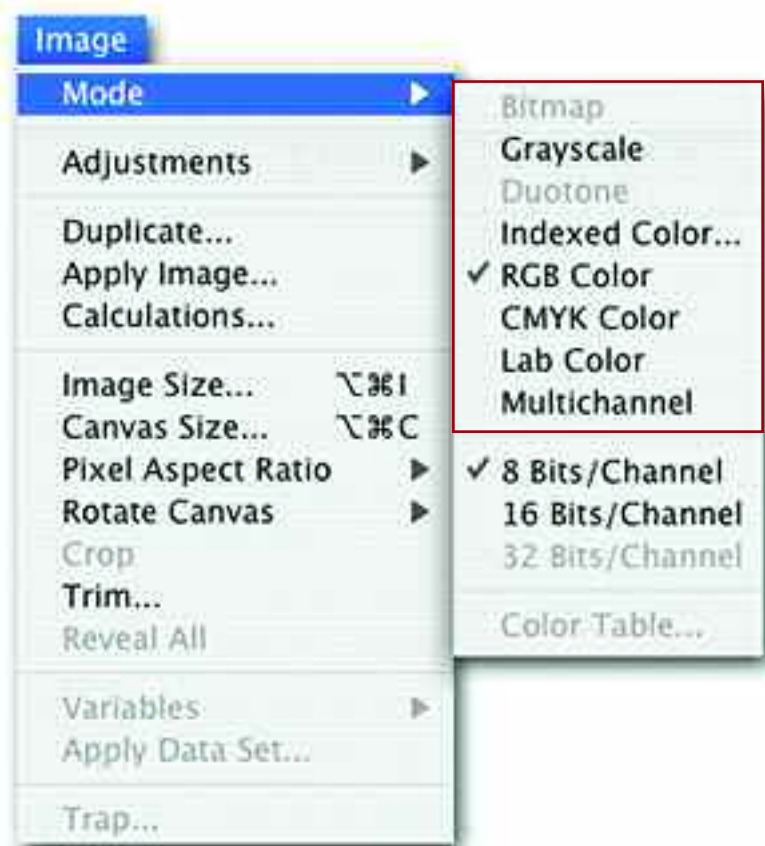 Image
Mode
Adjustments
Duplicate...
Apply Image...
Calculations...
Image Size... ⌥⌘I
Canvas Size... ⌥⌘C
Pixel Aspect Ratio
Rotate Canvas
Crop
Trim...
Reveal All
Variables
Apply Data Set...
Trap...
Bitmap
Grayscale
Duotone
Indexed Color...
✓ RGB Color
CMYK Color
Lab Color
Multichannel
✓ 8 Bits/Channel
16 Bits/Channel
32 Bits/Channel
Color Table...